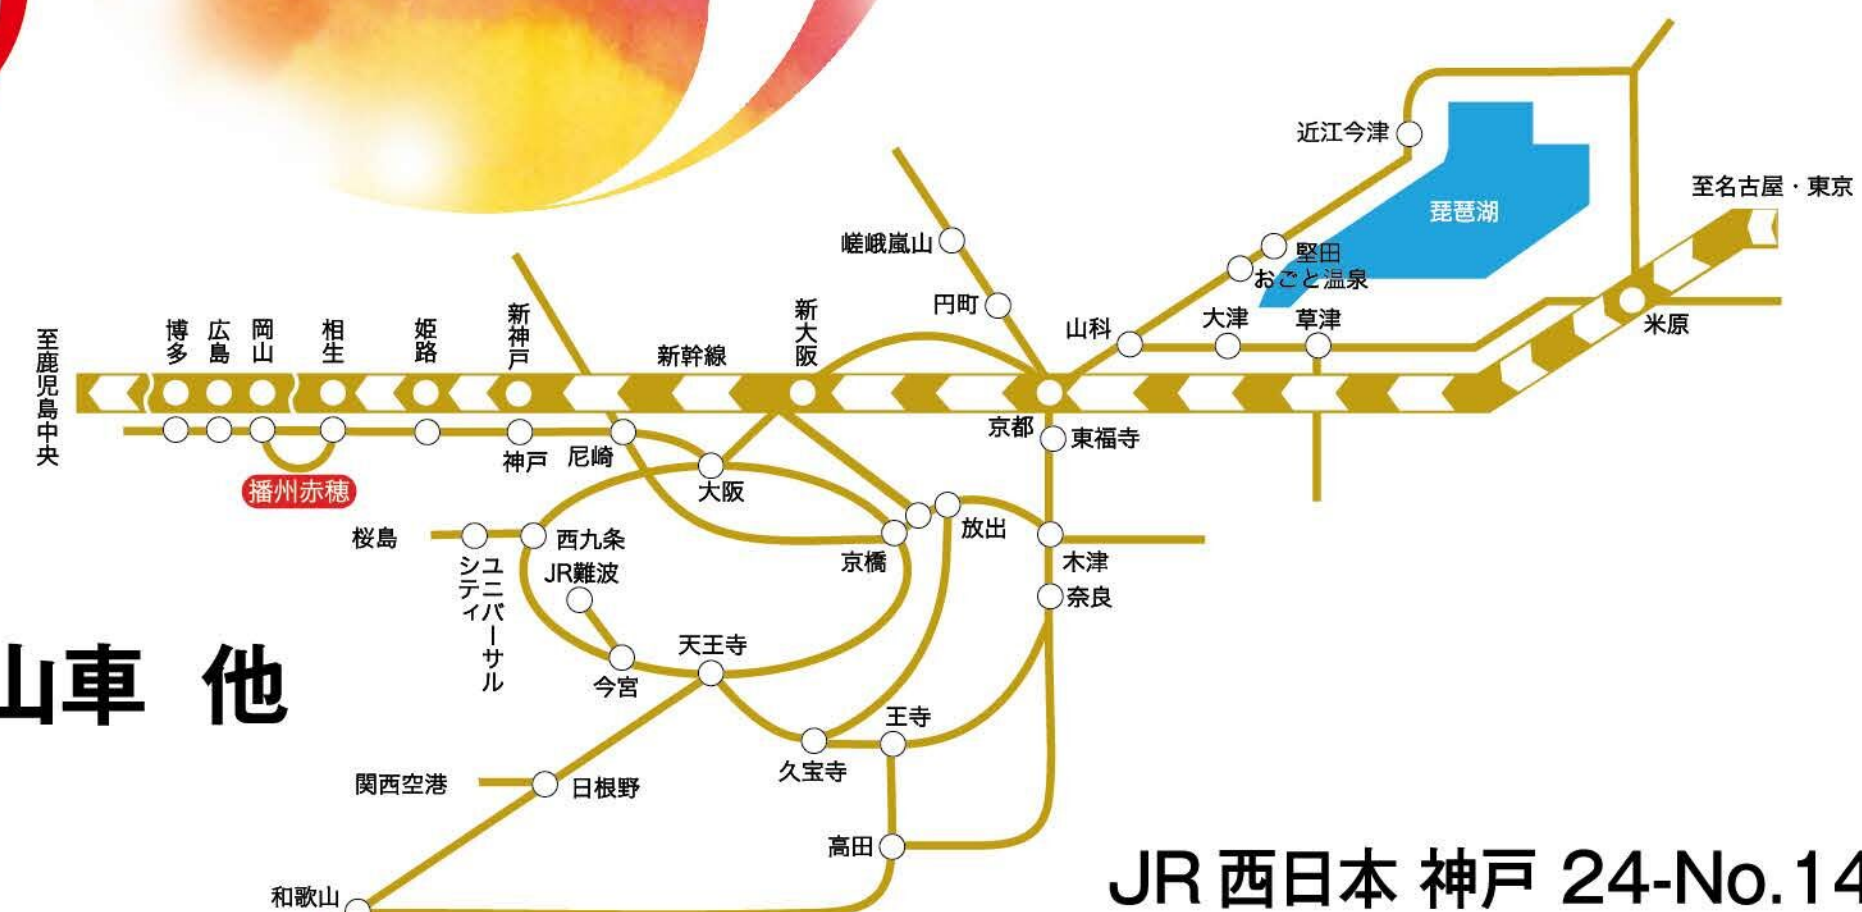 近江今津
至名古屋・東京
琵琶湖
嵯峨嵐山
堅田
おごと温泉
円町
山科
大津
草津
米原
至鹿児島中央
博多
広島
岡山
相生
姫路
新神戸
新幹線
新大阪
京都
東福寺
神戸
尼崎
大阪
播州赤穂
桜島
ユニバーサル
シティ
西九条
JR難波
京橋
放出
木津
奈良
今宮
天王寺
王寺
久宝寺
関西空港
日根野
高田
和歌山
山車 他
JR 西日本 神戸 24-No.14